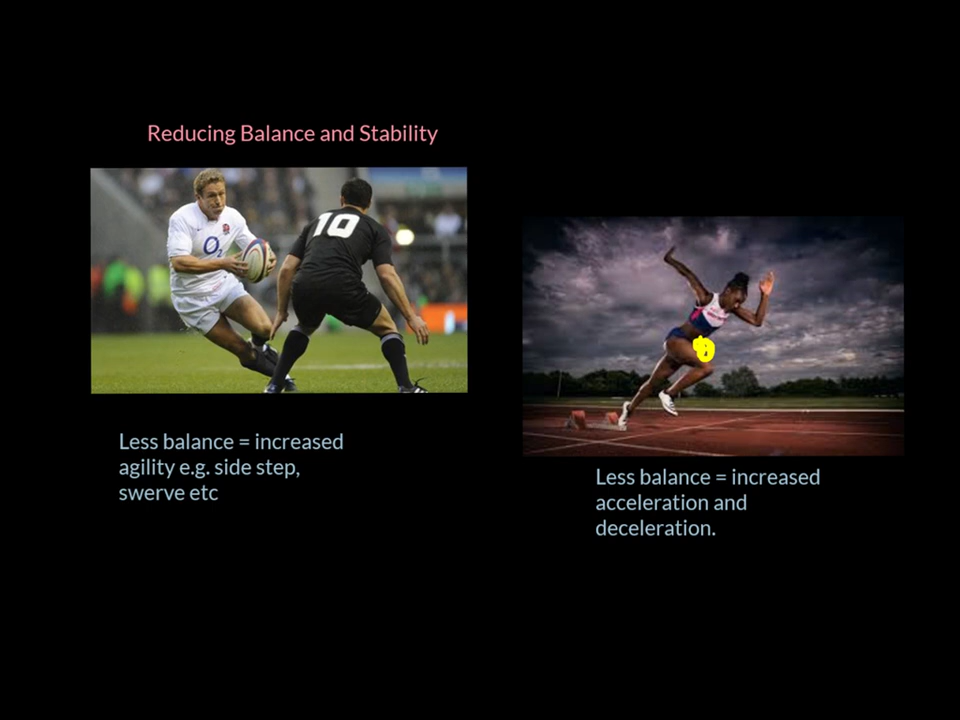 Reducing Balance and Stability
O2
10
Less balance = increased
agility e.g. side step,
swerve etc
Less balance = increased
acceleration and
deceleration.